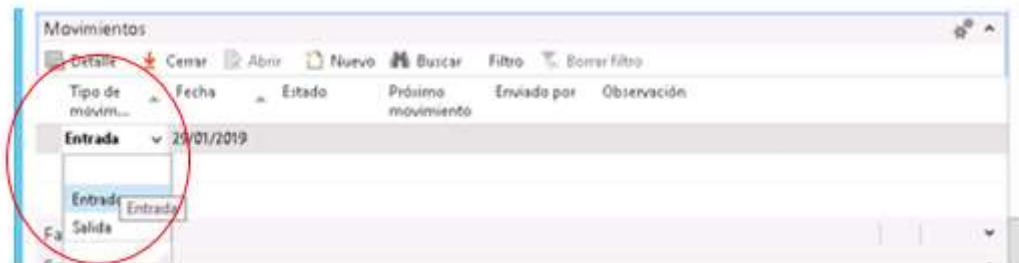 Movimientos
Detalle Cerrar Abrir Nuevo Buscar Filtro Borrar filtro
Tipo de movim... Fecha Estado Próximo movimiento Enviado por Observación
Entrada 29/01/2019
Entrada
Entrada
Salida
Fa